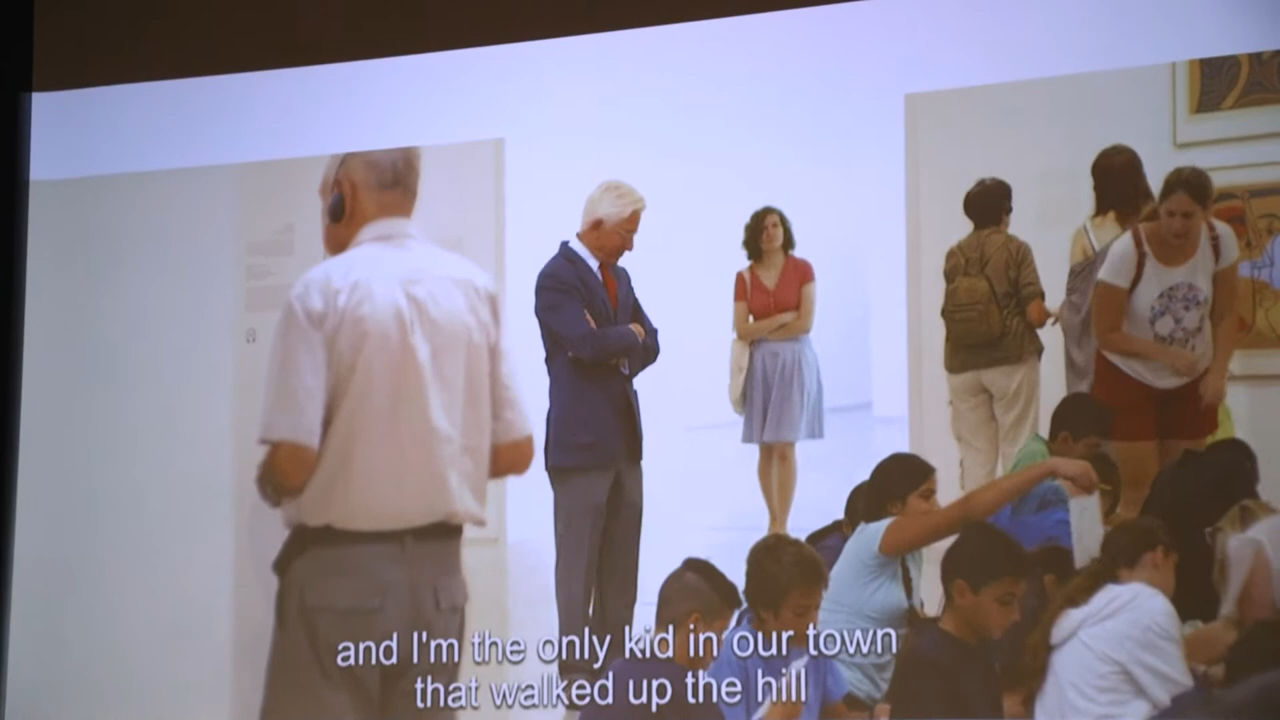 and I'm the only kid in our town
that walked up the hill